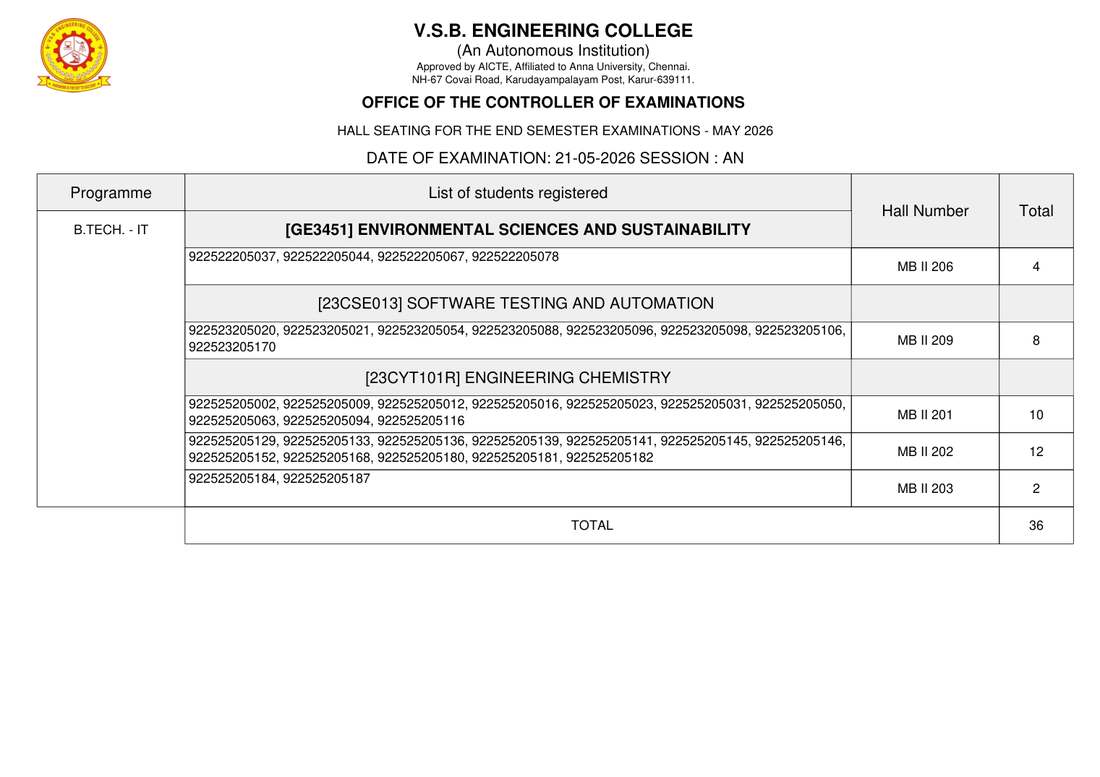 V.S.B. ENGINEERING COLLEGE
(An Autonomous Institution)
Approved by AICTE, Affiliated to Anna University, Chennai.
NH-67 Covai Road, Karudayampalayam Post, Karur-639111.
OFFICE OF THE CONTROLLER OF EXAMINATIONS
HALL SEATING FOR THE END SEMESTER EXAMINATIONS - MAY 2026
DATE OF EXAMINATION: 21-05-2026 SESSION : AN
Programme
List of students registered
Hall Number
Total
B.TECH. - IT
[GE3451] ENVIRONMENTAL SCIENCES AND SUSTAINABILITY
922522205037, 922522205044, 922522205067, 922522205078
MB II 206
4
[23CSE013] SOFTWARE TESTING AND AUTOMATION
922523205020, 922523205021, 922523205054, 922523205088, 922523205096, 922523205098, 922523205106,
922523205170
MB II 209
8
[23CYT101R] ENGINEERING CHEMISTRY
922525205002, 922525205009, 922525205012, 922525205016, 922525205023, 922525205031, 922525205050,
922525205063, 922525205094, 922525205116
MB II 201
10
922525205129, 922525205133, 922525205136, 922525205139, 922525205141, 922525205145, 922525205146,
922525205152, 922525205168, 922525205180, 922525205181, 922525205182
MB II 202
12
922525205184, 922525205187
MB II 203
2
TOTAL
36